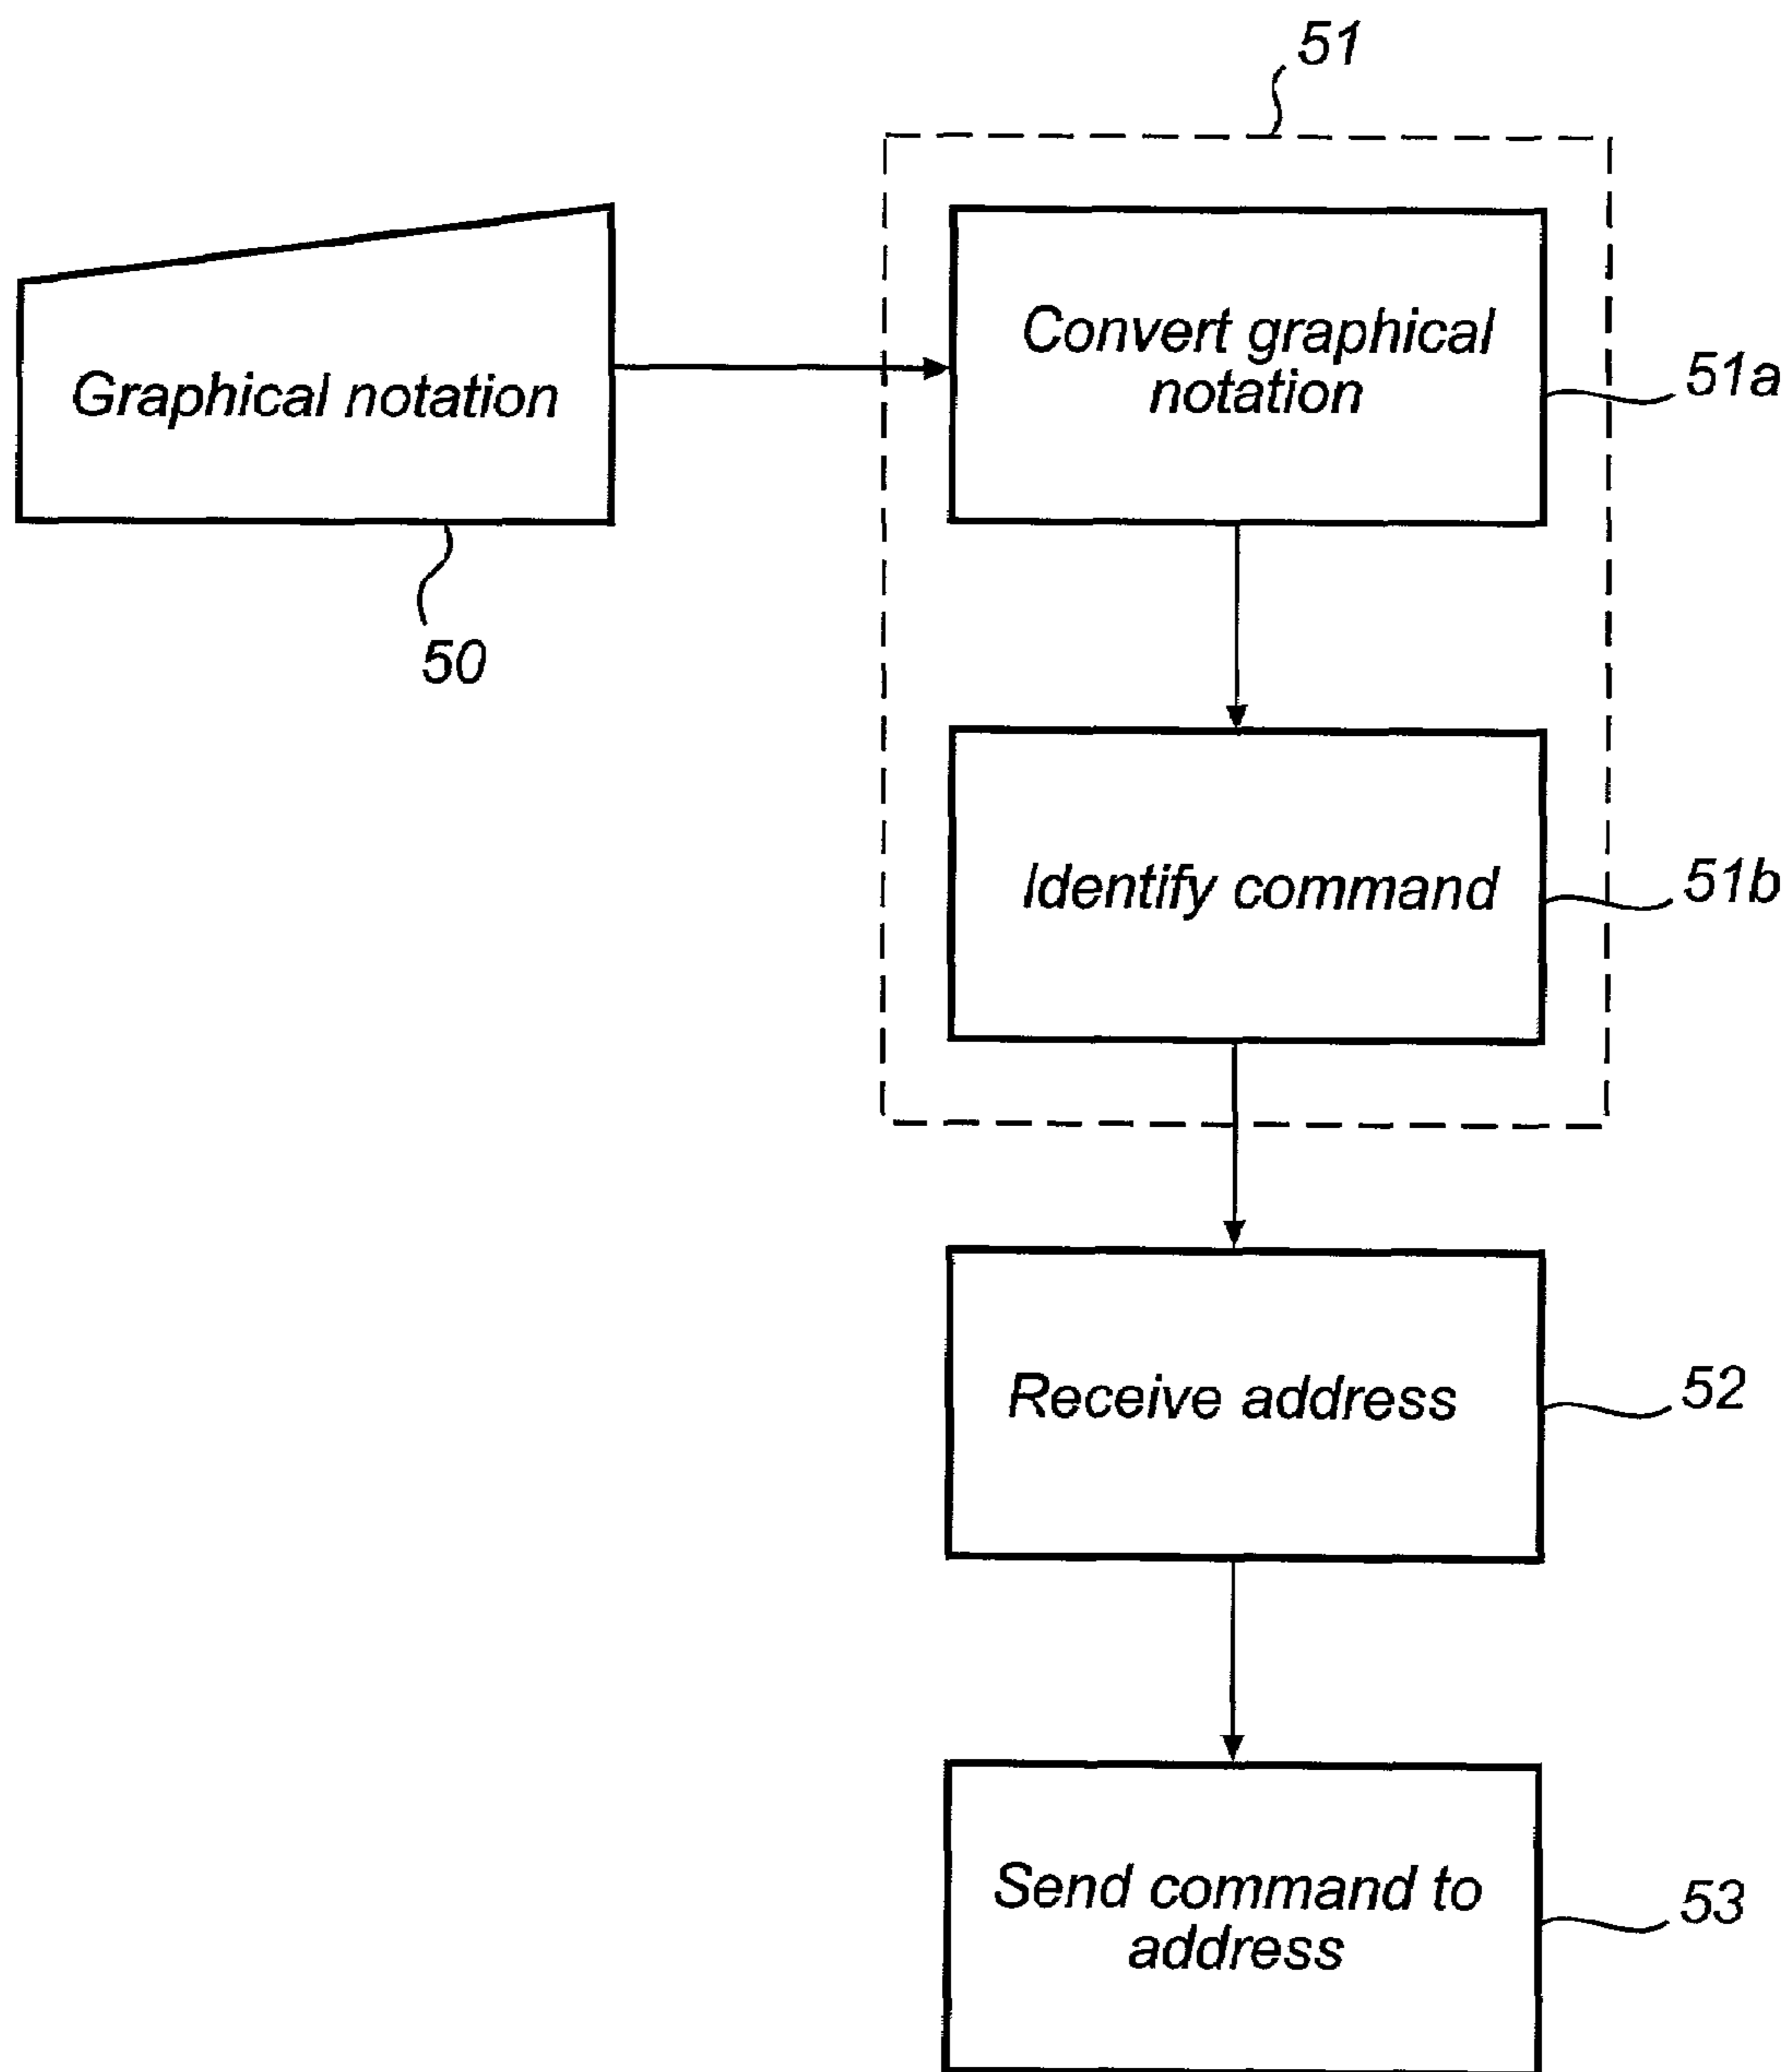 51
Graphical notation
50
Convert graphical
notation
51a
Identify command
51b
Receive address
52
Send command to
address
53